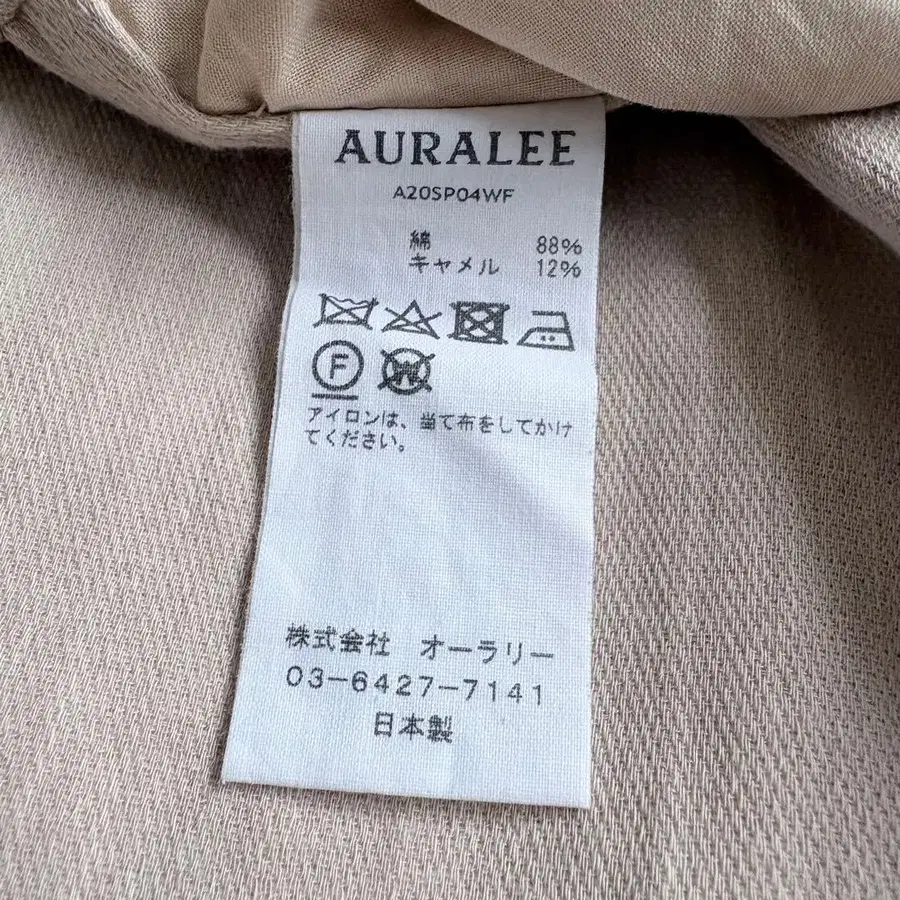 AURALEE
A20SP04WF
綿 88%
キャメル 12%
F W
アイロンは、当て布をしてかけ
てください。
株式会社 オーラリー
03-6427-7141
日本製